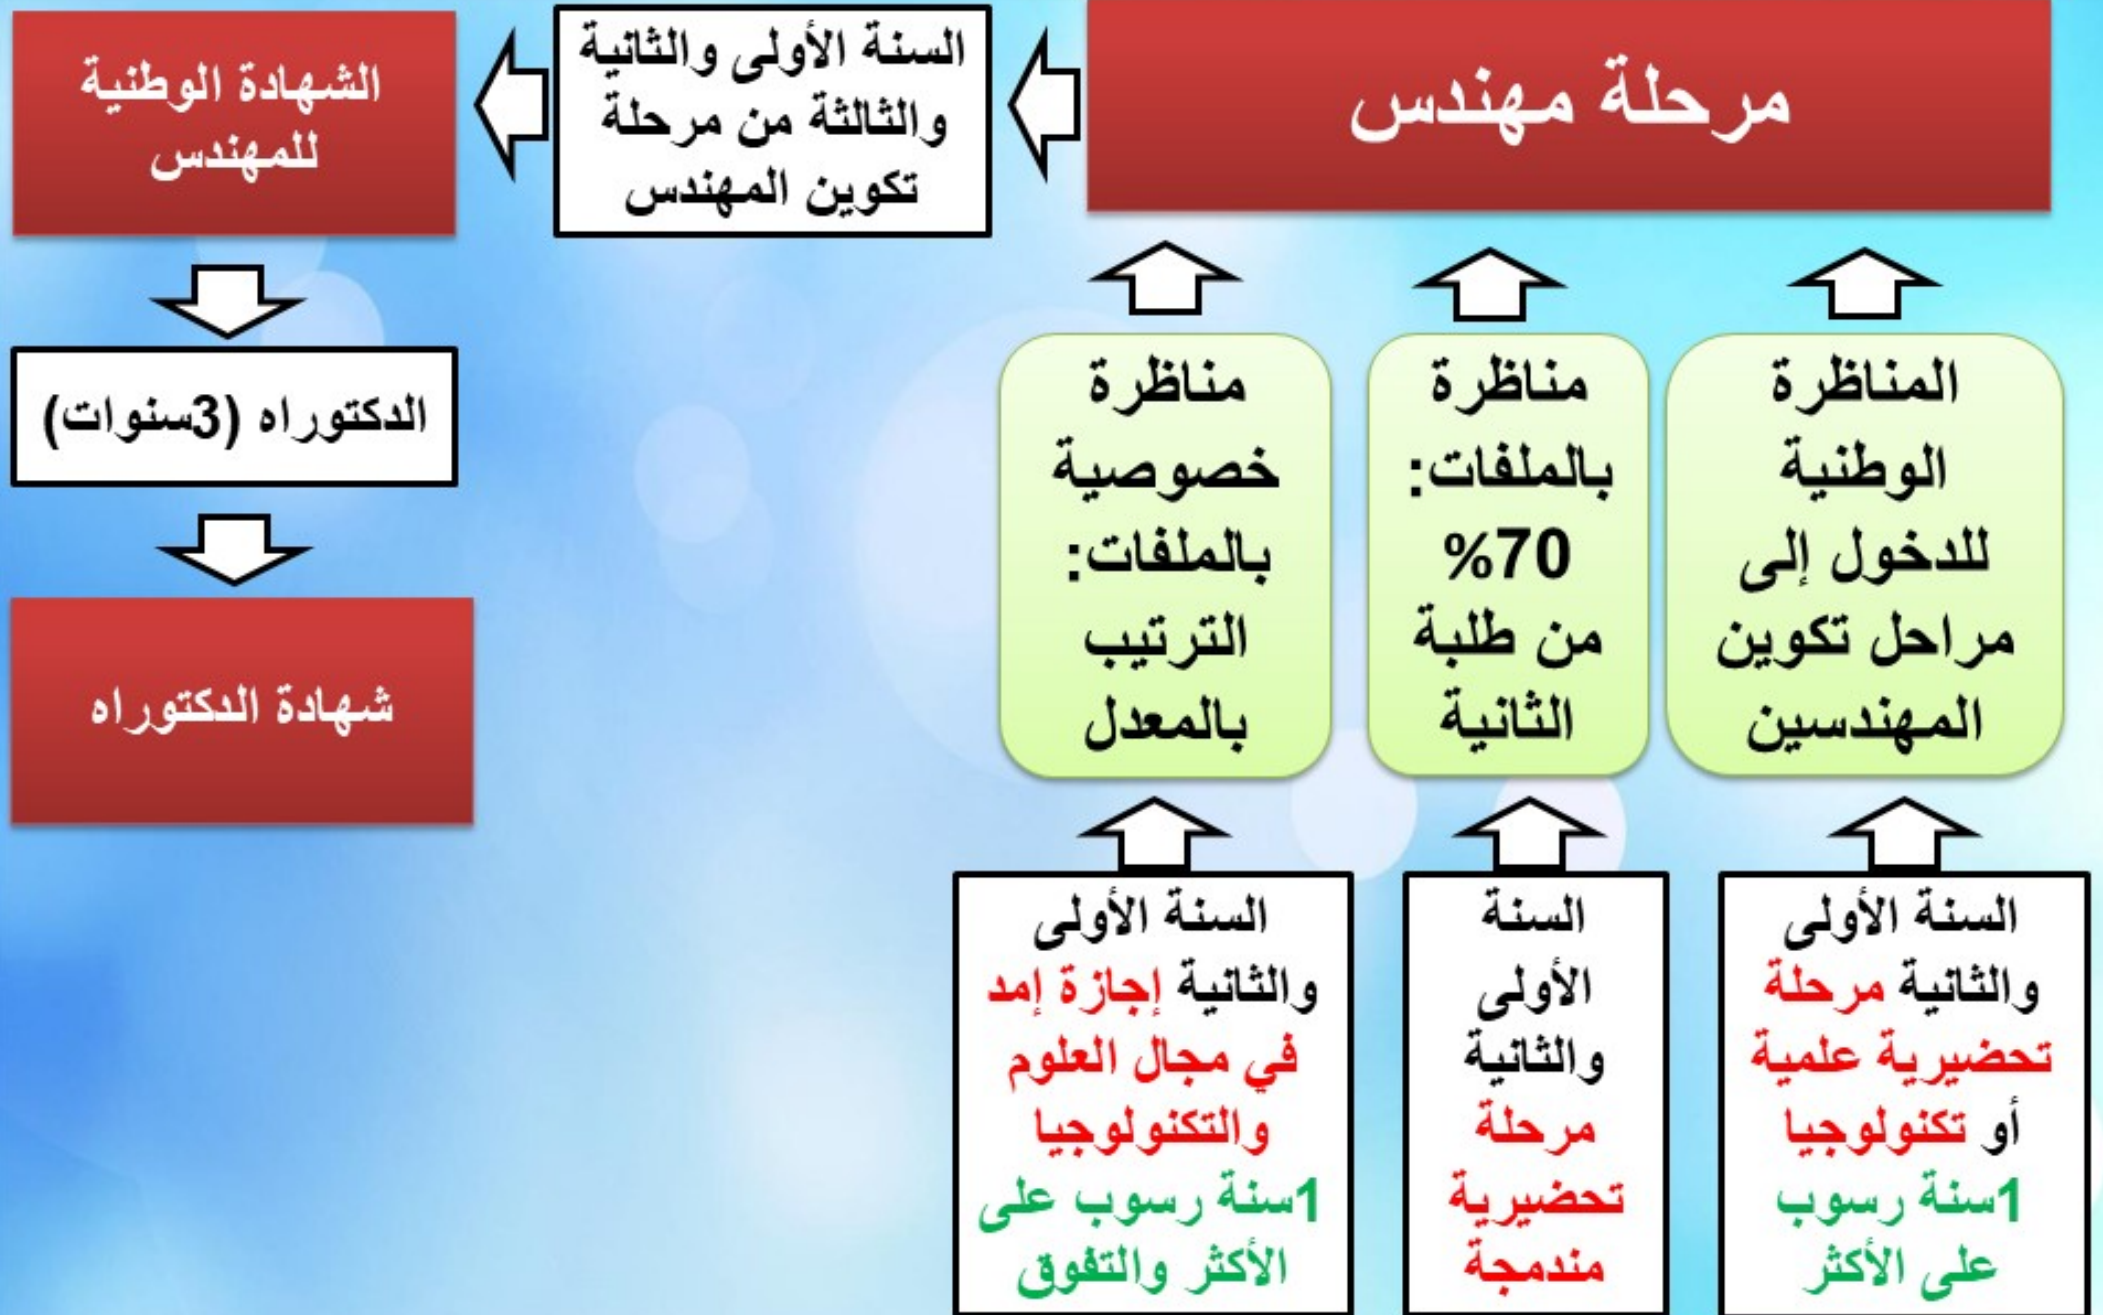 مرحلة مهندس
السنة الأولى والثانية
والثالثة من مرحلة
تكوين المهندس
الشهادة الوطنية
للمهندس
الدكتوراه (3سنوات)
شهادة الدكتوراه
المناظرة
الوطنية
للدخول إلى
مراحل تكوين
المهندسين
مناظرة
بالملفات:
70%
من طلبة
الثانية
مناظرة
خصوصية
بالملفات:
الترتيب
بالمعدل
السنة الأولى
والثانية مرحلة
تحضيرية علمية
أو تكنولوجيا
1سنة رسوب
على الأكثر
السنة
الأولى
والثانية
مرحلة
تحضيرية
مندمجة
السنة الأولى
والثانية إجازة إمد
في مجال العلوم
والتكنولوجيا
1سنة رسوب على
الأكثر والتفوق